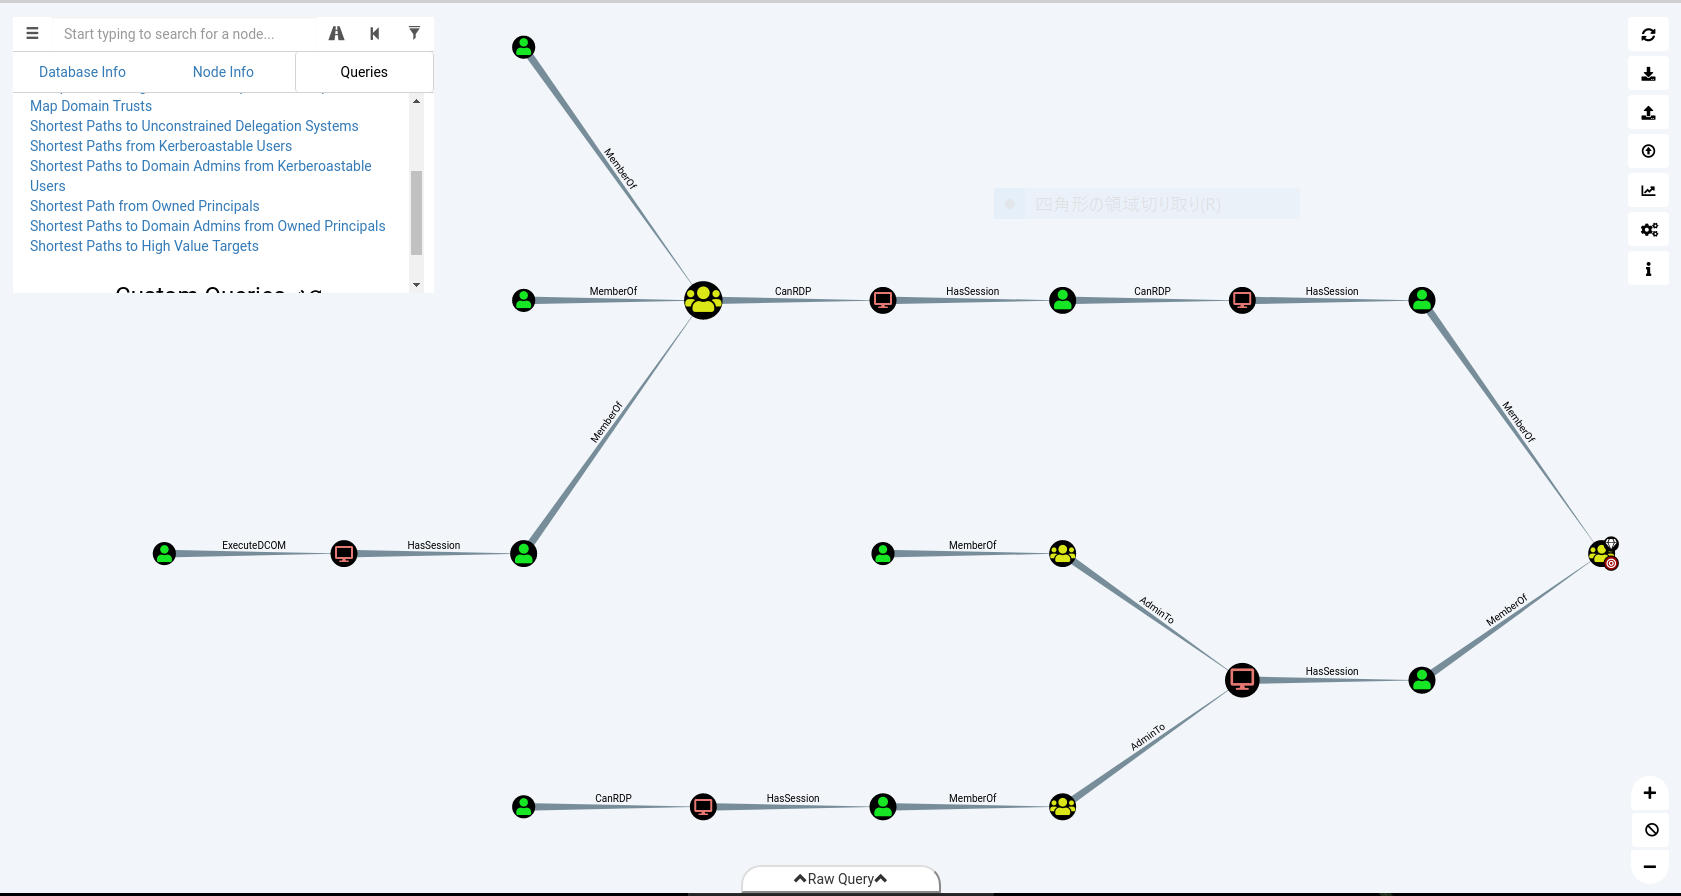 Start typing to search for a node...
Database Info
Node Info
Queries
Map Domain Trusts
Shortest Paths to Unconstrained Delegation Systems
Shortest Paths from Kerberoastable Users
Shortest Paths to Domain Admins from Kerberoastable
Users
Shortest Path from Owned Principals
Shortest Paths to Domain Admins from Owned Principals
Shortest Paths to High Value Targets
Custom Queries
MemberOf
四角形の領域切り取り(R)
MemberOf
CanRDP
HasSession
CanRDP
HasSession
MemberOf
MemberOf
ExecuteDCOM
HasSession
MemberOf
AdminTo
MemberOf
HasSession
AdminTo
CanRDP
HasSession
MemberOf
Raw Query